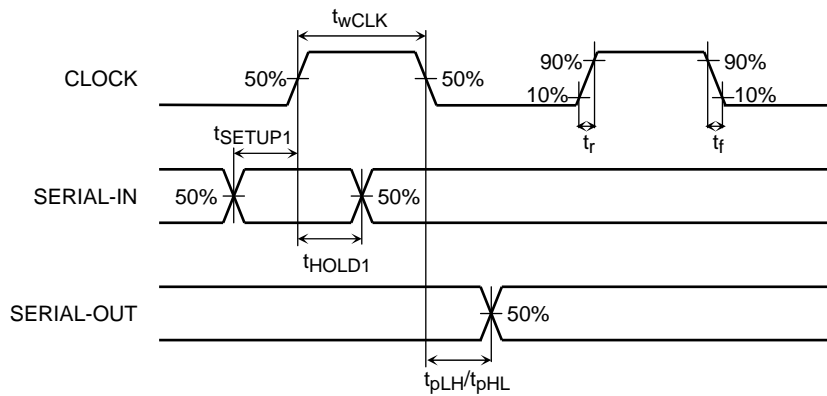 twCLK
CLOCK 50% 50% 90% 90%
10% 10%
tSETUP1 tr tf
SERIAL-IN 50% 50%
tHOLD1
SERIAL-OUT 50%
tpLH/tpHL